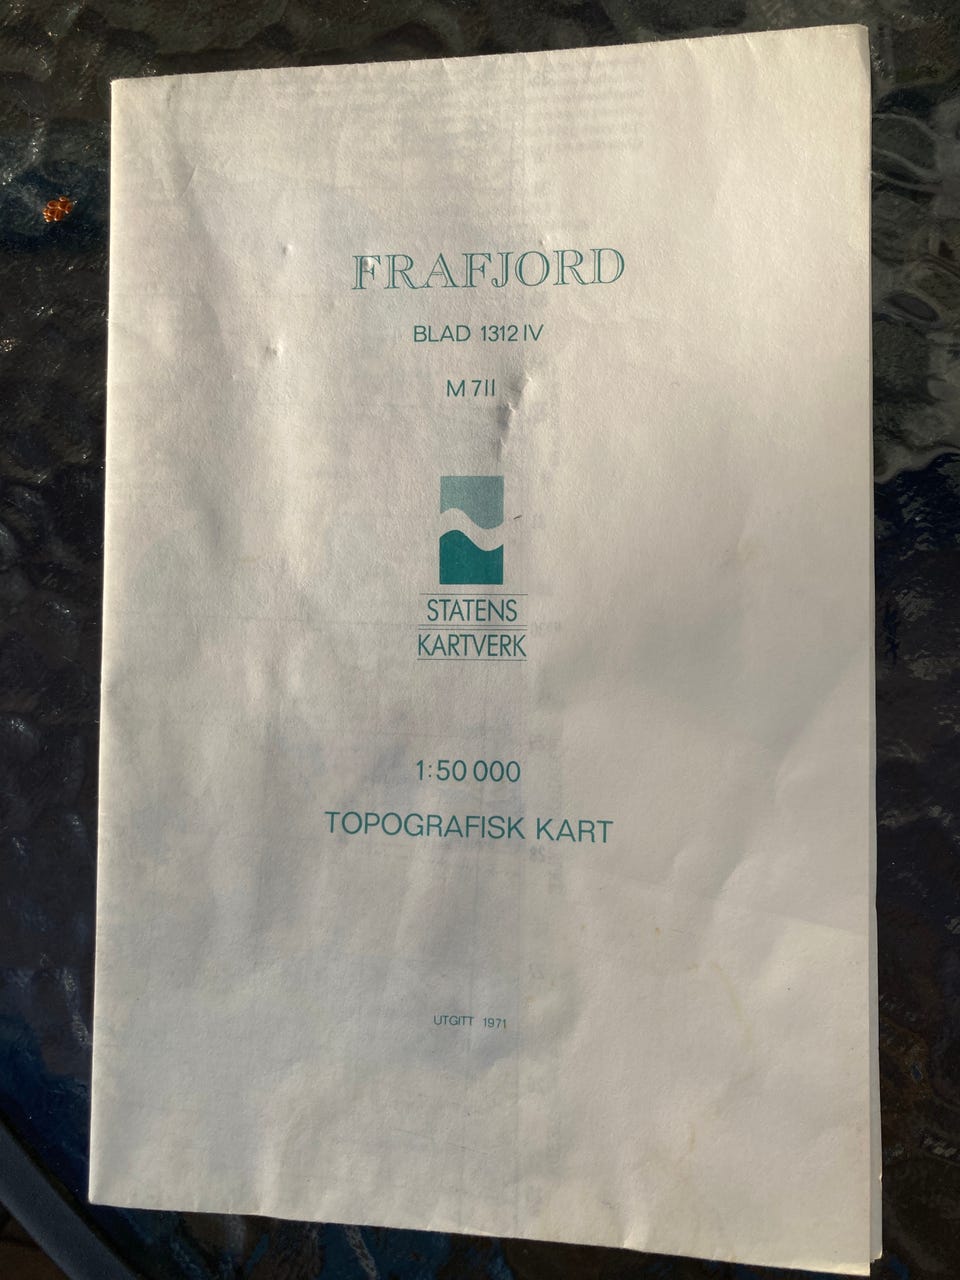 FRAFJORD
BLAD 1312 IV
M 711
STATENS
KARTVERK
1:50 000
TOPOGRAFISK KART
UTGITT 1971